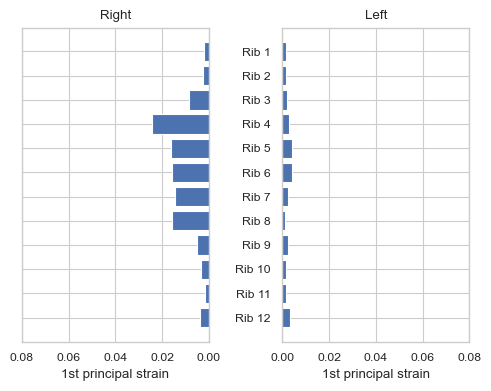 Right Left
Rib 1
Rib 2
Rib 3
Rib 4
Rib 5
Rib 6
Rib 7
Rib 8
Rib 9
Rib 10
Rib 11
Rib 12
0.08 0.06 0.04 0.02 0.00 0.00 0.02 0.04 0.06 0.08
1st principal strain 1st principal strain